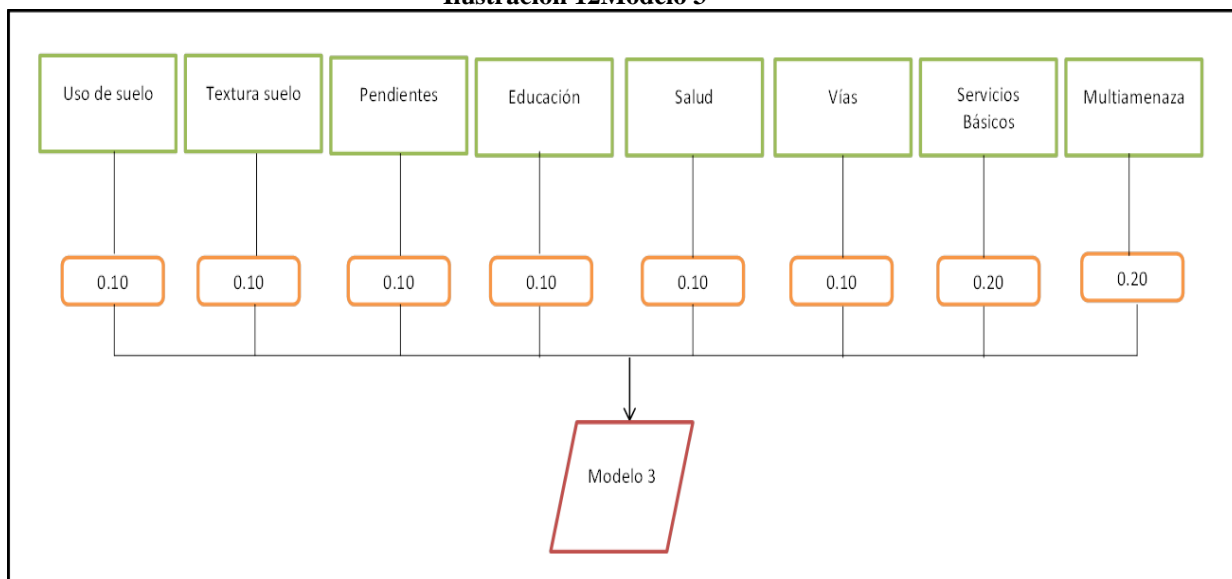 Ilustración 12Modelo 3
Uso de suelo
Textura suelo
Pendientes
Educación
Salud
Vías
Servicios
Básicos
Multiamenaza
0.10
0.10
0.10
0.10
0.10
0.10
0.20
0.20
Modelo 3